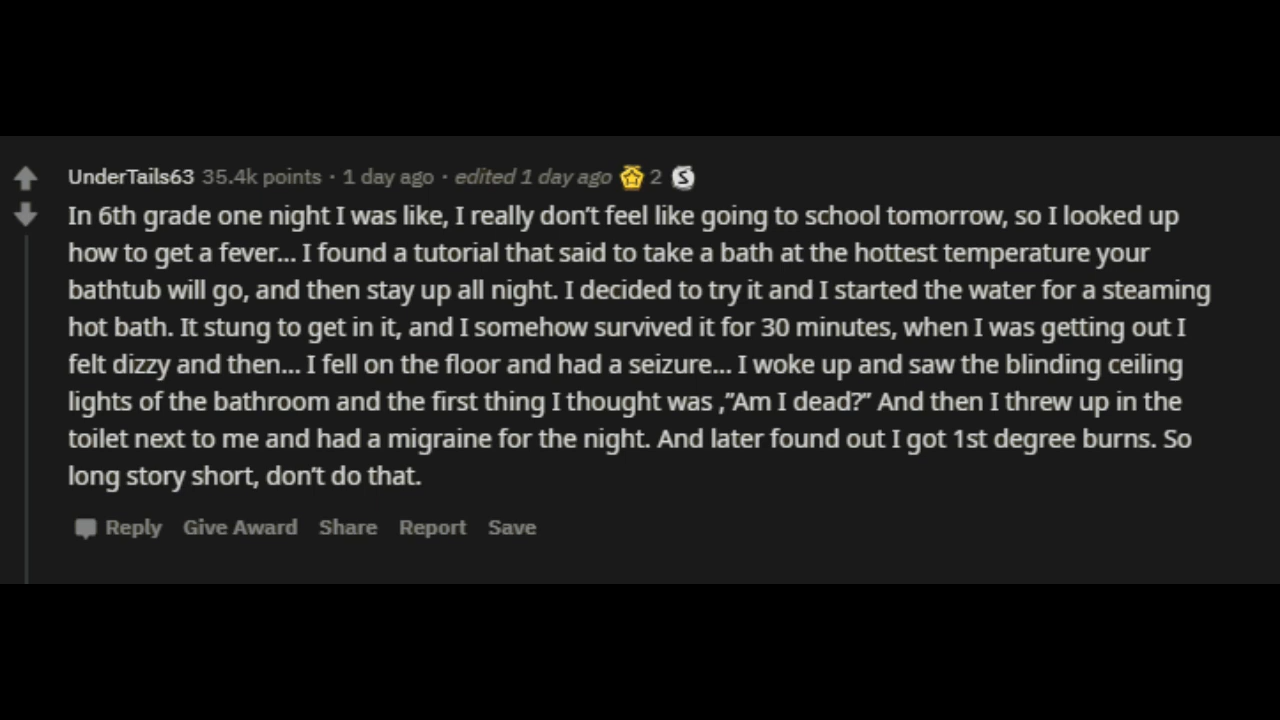 UnderTails63 35.4k points · 1 day ago · edited 1 day ago 2 S
In 6th grade one night I was like, I really don't feel like going to school tomorrow, so I looked up
how to get a fever... I found a tutorial that said to take a bath at the hottest temperature your
bathtub will go, and then stay up all night. I decided to try it and I started the water for a steaming
hot bath. It stung to get in it, and I somehow survived it for 30 minutes, when I was getting out I
felt dizzy and then... I fell on the floor and had a seizure... I woke up and saw the blinding ceiling
lights of the bathroom and the first thing I thought was ,”Am I dead?” And then I threw up in the
toilet next to me and had a migraine for the night. And later found out I got 1st degree burns. So
long story short, don't do that.
Reply Give Award Share Report Save